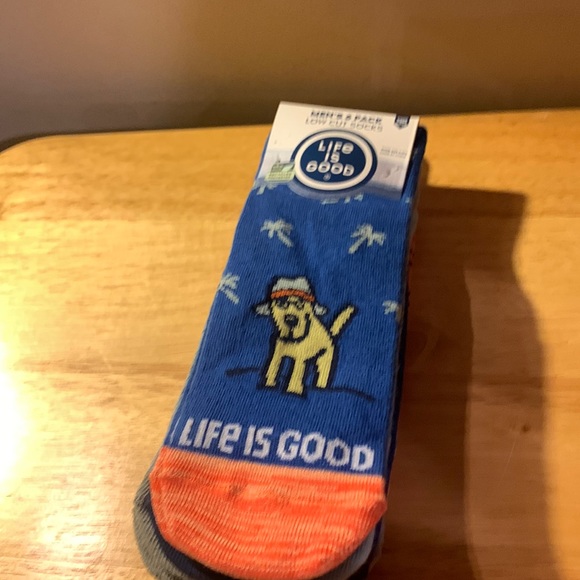 MEN'S 6 PACK
LOW CUT SOCKS
LIFE
IS
GOOD
LIFE IS GOOD